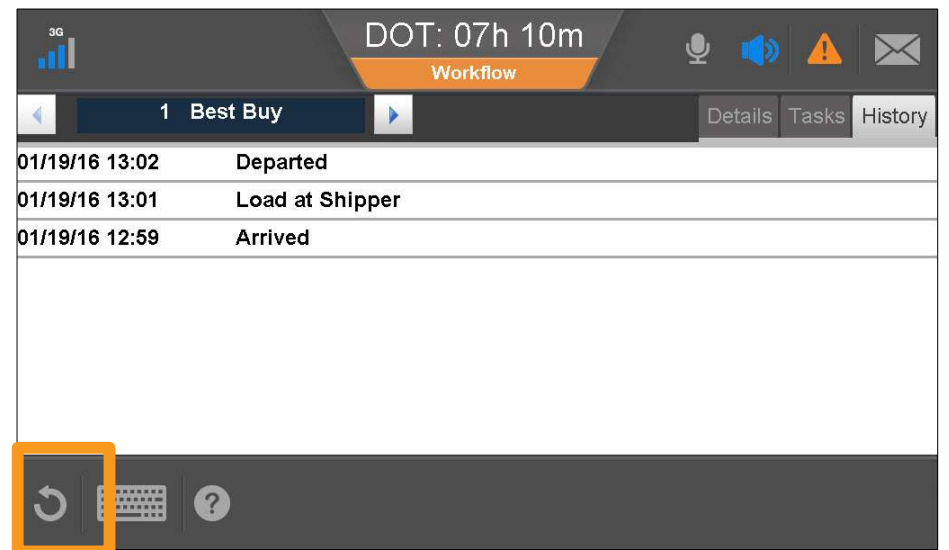 3G
DOT: 07h 10m
Workflow
1 Best Buy
Details Tasks History
01/19/16 13:02 Departed
01/19/16 13:01 Load at Shipper
01/19/16 12:59 Arrived
?